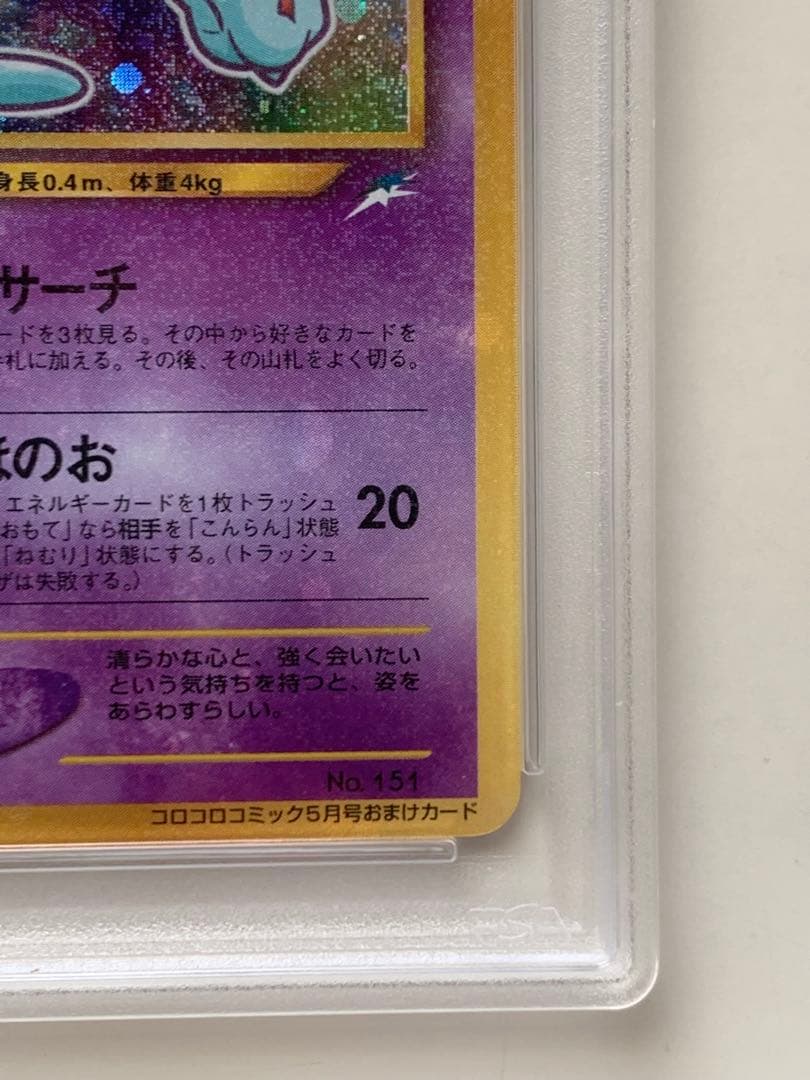 身長0.4m、体重4kg
サーチ
ードを3枚見る。その中から好きなカードを
手札に加える。その後、その山札をよく切る。
ほのお
エネルギーカードを1枚トラッシュ
20
おもて」なら相手を「こんらん」状態
「ねむり」状態にする。(トラッシュ
ザは失敗する。)
清らかな心と、強く会いたい
という気持ちを持つと、姿を
あらわすらしい。
No. 151
コロコロコミック5月号おまけカード
PSA